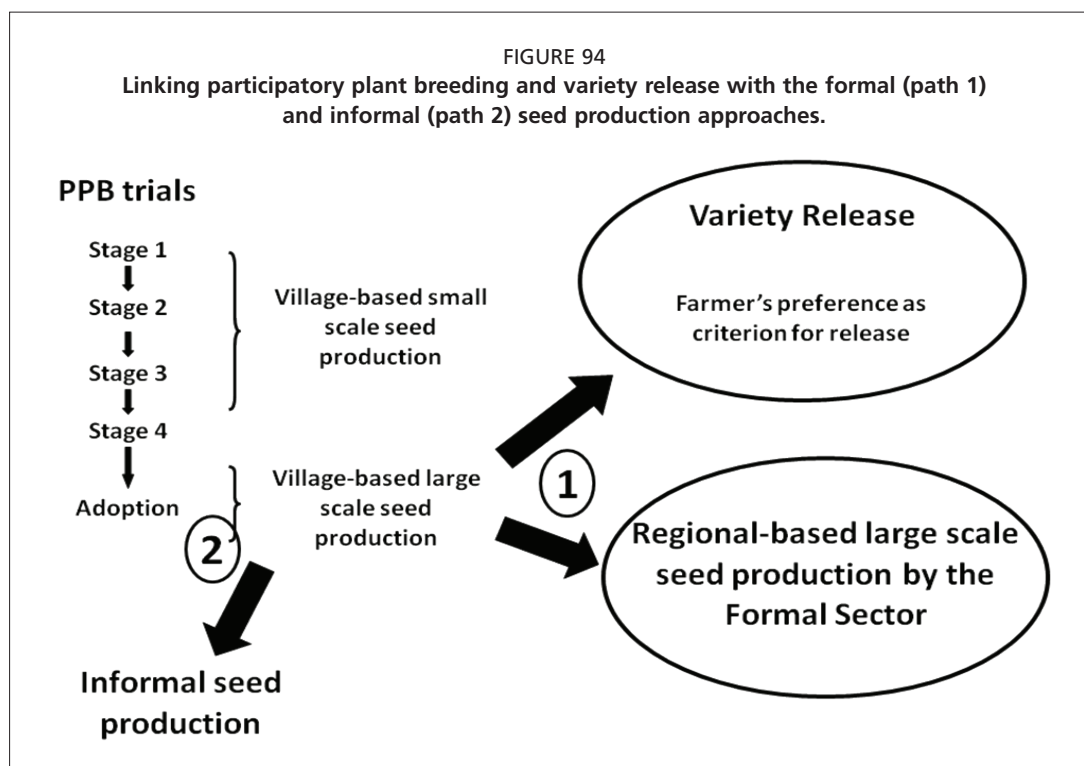 FIGURE 94
Linking participatory plant breeding and variety release with the formal (path 1)
and informal (path 2) seed production approaches.
PPB trials
Stage 1
Stage 2
Stage 3
Stage 4
Adoption
Village-based small
scale seed
production
Village-based large
scale seed
production
2
Informal seed
production
1
Variety Release
Farmer’s preference as
criterion for release
Regional-based large scale
seed production by the
Formal Sector